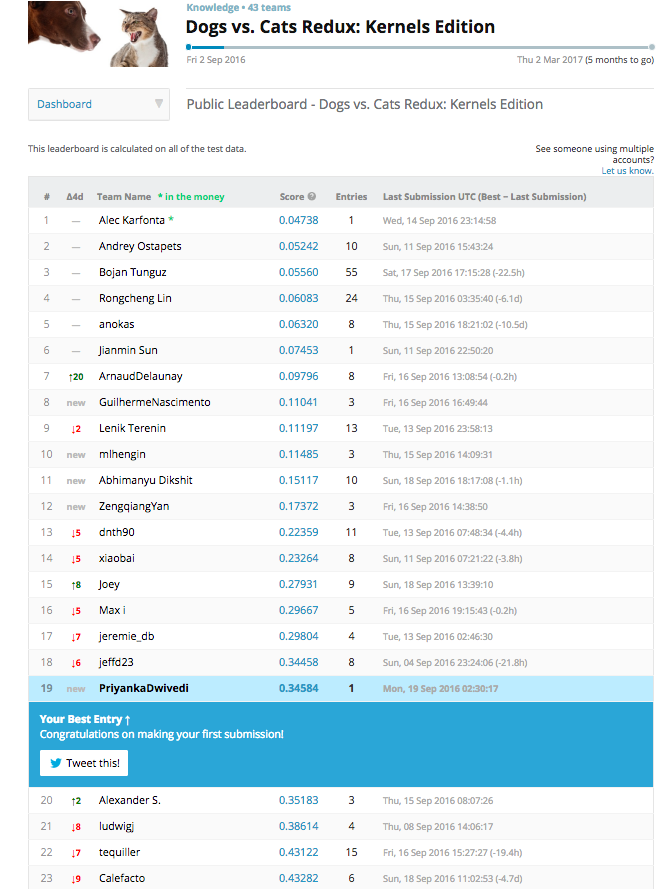 Knowledge • 43 teams
Dogs vs. Cats Redux: Kernels Edition
Fri 2 Sep 2016 Thu 2 Mar 2017 (5 months to go)
Dashboard ▼ Public Leaderboard - Dogs vs. Cats Redux: Kernels Edition
This leaderboard is calculated on all of the test data. See someone using multiple
accounts?
Let us know.
# Δ4d Team Name * in the money Score Entries Last Submission UTC (Best − Last Submission)
1 — Alec Karfonta * 0.04738 1 Wed, 14 Sep 2016 23:14:58
2 — Andrey Ostapets 0.05242 10 Sun, 11 Sep 2016 15:43:24
3 — Bojan Tunguz 0.05560 55 Sat, 17 Sep 2016 17:15:28 (-22.5h)
4 — Rongcheng Lin 0.06083 24 Thu, 15 Sep 2016 03:35:40 (-6.1d)
5 — anokas 0.06320 8 Thu, 15 Sep 2016 18:21:02 (-10.5d)
6 — Jianmin Sun 0.07453 1 Sun, 11 Sep 2016 22:50:20
7 ↑20 ArnaudDelaunay 0.09796 8 Fri, 16 Sep 2016 13:08:54 (-0.2h)
8 new GuilhermeNascimento 0.11041 3 Fri, 16 Sep 2016 16:49:44
9 ↓2 Lenik Terenin 0.11197 13 Tue, 13 Sep 2016 23:58:13
10 new mlhengin 0.11485 3 Thu, 15 Sep 2016 14:09:31
11 new Abhimanyu Dikshit 0.15117 10 Sun, 18 Sep 2016 18:17:08 (-1.1h)
12 new ZengqiangYan 0.17372 3 Fri, 16 Sep 2016 14:38:50
13 ↓5 dnth90 0.22359 11 Tue, 13 Sep 2016 07:48:34 (-4.4h)
14 ↓5 xiaobai 0.23264 8 Sun, 11 Sep 2016 07:21:22 (-3.8h)
15 ↑8 Joey 0.27931 9 Sun, 18 Sep 2016 13:39:10
16 ↓5 Max i 0.29667 5 Fri, 16 Sep 2016 19:15:43 (-0.2h)
17 ↓7 jeremie_db 0.29804 4 Tue, 13 Sep 2016 02:46:30
18 ↓6 jeffd23 0.34458 8 Sun, 04 Sep 2016 23:24:06 (-21.8h)
19 new PriyankaDwivedi 0.34584 1 Mon, 19 Sep 2016 02:30:17
Your Best Entry ↑
Congratulations on making your first submission!
Tweet this!
20 ↑2 Alexander S. 0.35183 3 Thu, 15 Sep 2016 08:07:26
21 ↓8 ludwigj 0.38614 4 Thu, 08 Sep 2016 14:06:17
22 ↓7 tequiller 0.43122 15 Fri, 16 Sep 2016 15:27:27 (-19.4h)
23 ↓9 Calefacto 0.43282 6 Sun, 18 Sep 2016 11:02:53 (-4.7d)